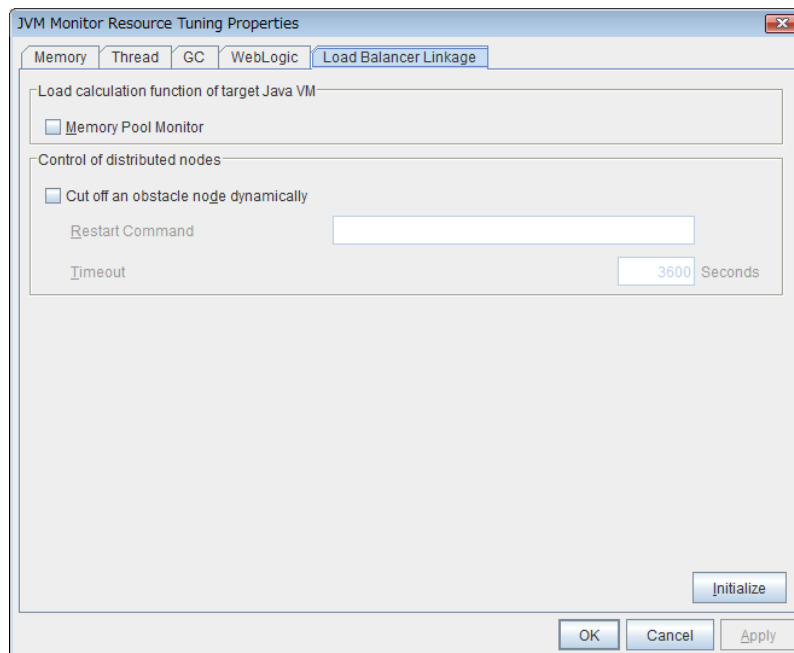 JVM Monitor Resource Tuning Properties
Memory Thread GC WebLogic Load Balancer Linkage
Load calculation function of target Java VM
Memory Pool Monitor
Control of distributed nodes
Cut off an obstacle node dynamically
Restart Command
Timeout 3600 Seconds
Initialize
OK Cancel Apply